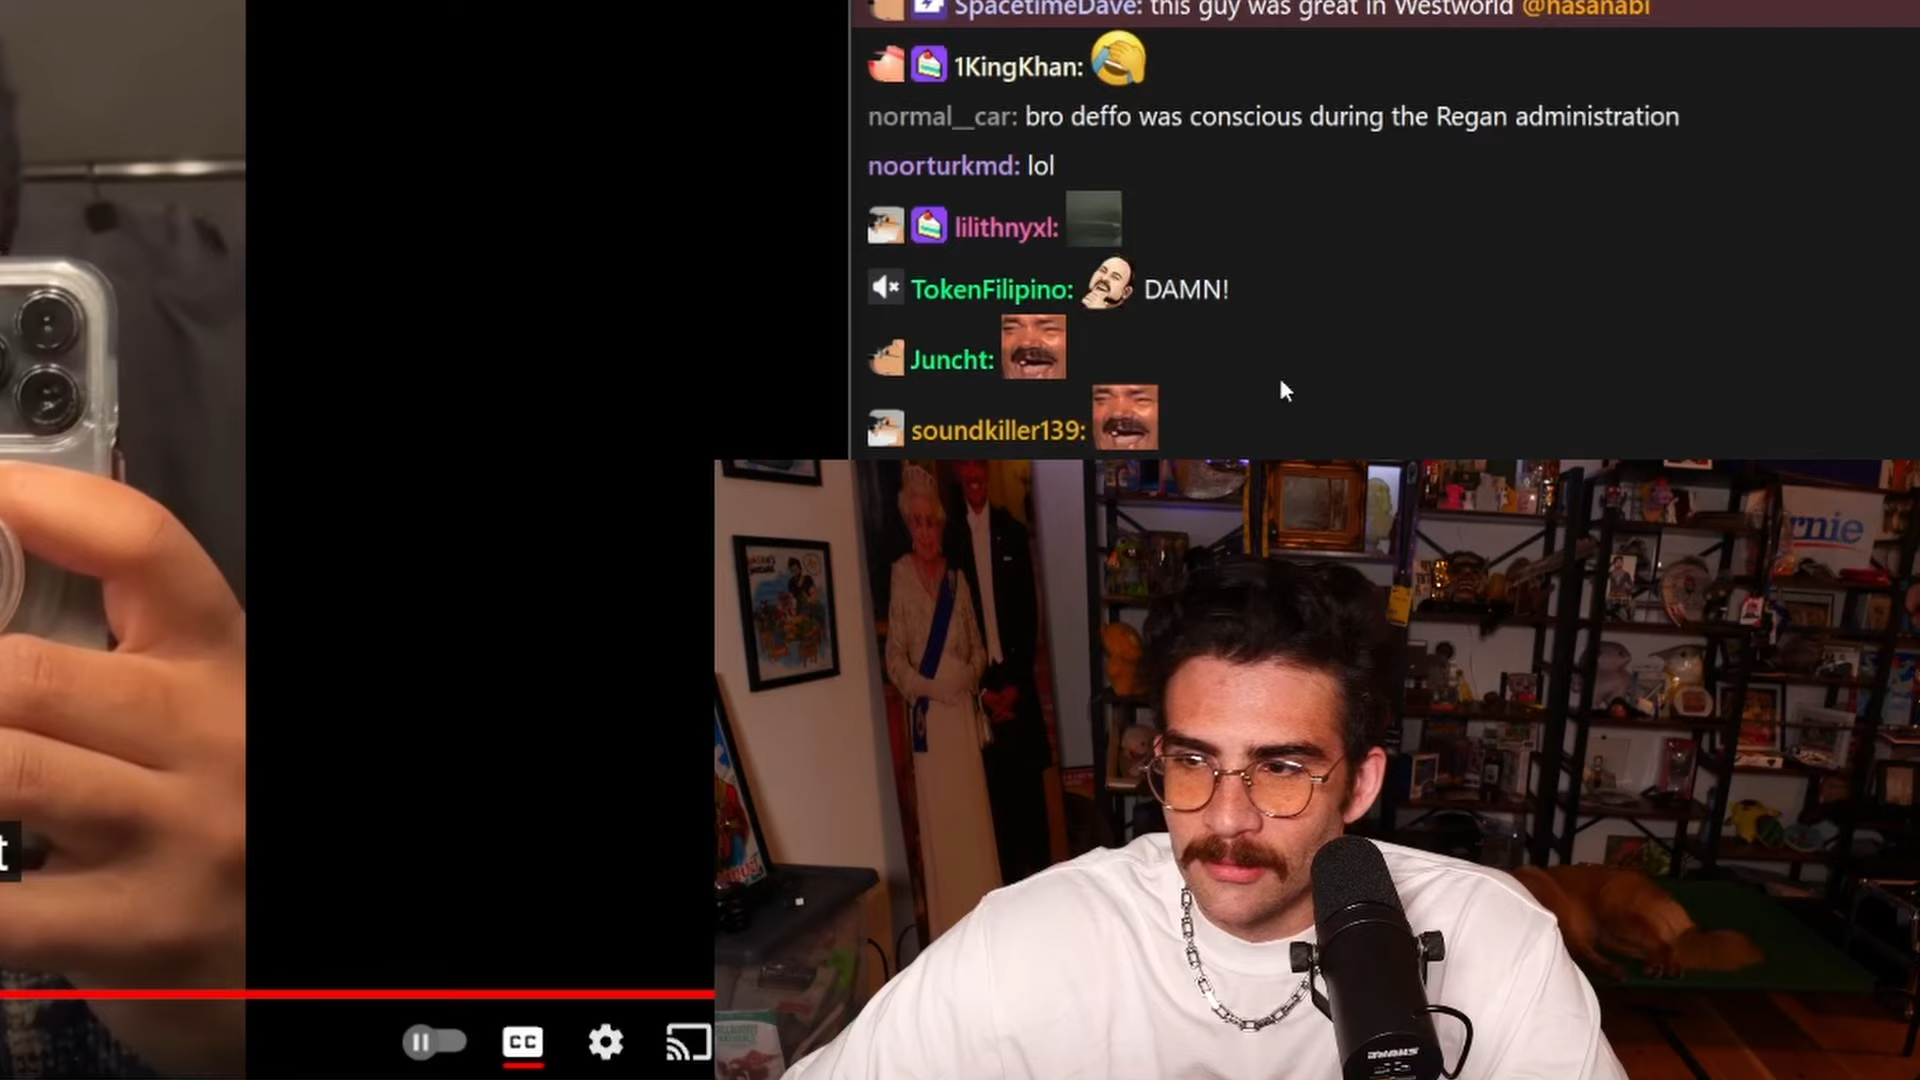 SpacetimeDave: this guy was great in Westworld @hasanabi
1KingKhan:
normal__car: bro deffo was conscious during the Regan administration
noorturkmd: lol
lilithnyxl:
TokenFilipino: DAMN!
Juncht:
soundkiller139:
rnie
t
CC
SHURE